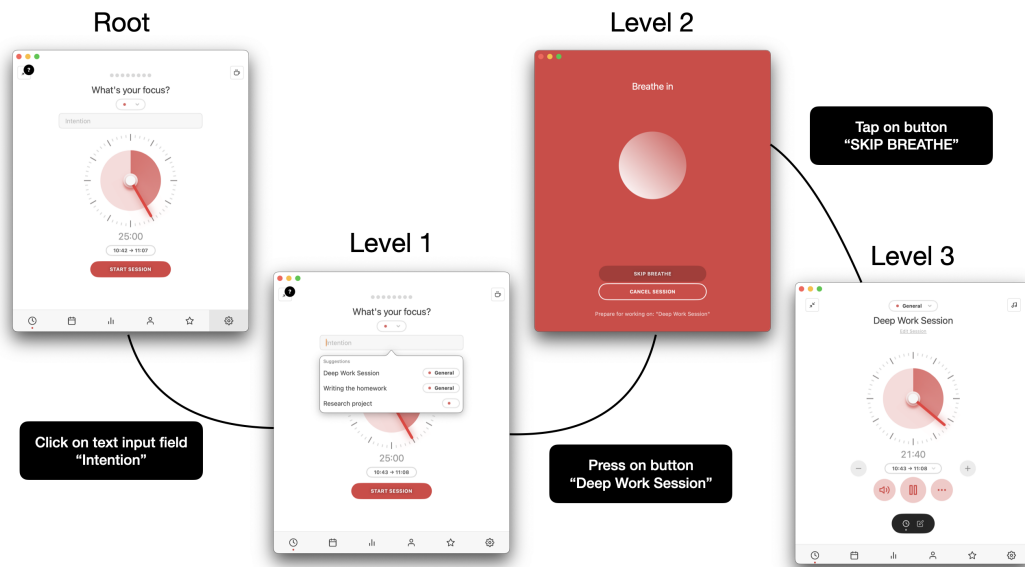 Root
?
What's your focus?
Intention
25:00
10:42 → 11:07
START SESSION
Click on text input field
“Intention”
Level 1
?
What's your focus?
Intention
Suggestions
Deep Work Session
General
Writing the homework
General
Research project
25:00
10:43 → 11:08
START SESSION
Press on button
“Deep Work Session”
Level 2
Breathe in
SKIP BREATHE
CANCEL SESSION
Prepare for working on: "Deep Work Session"
Tap on button
“SKIP BREATHE”
Level 3
General
Deep Work Session
Edit Session
21:40
10:43 → 11:08